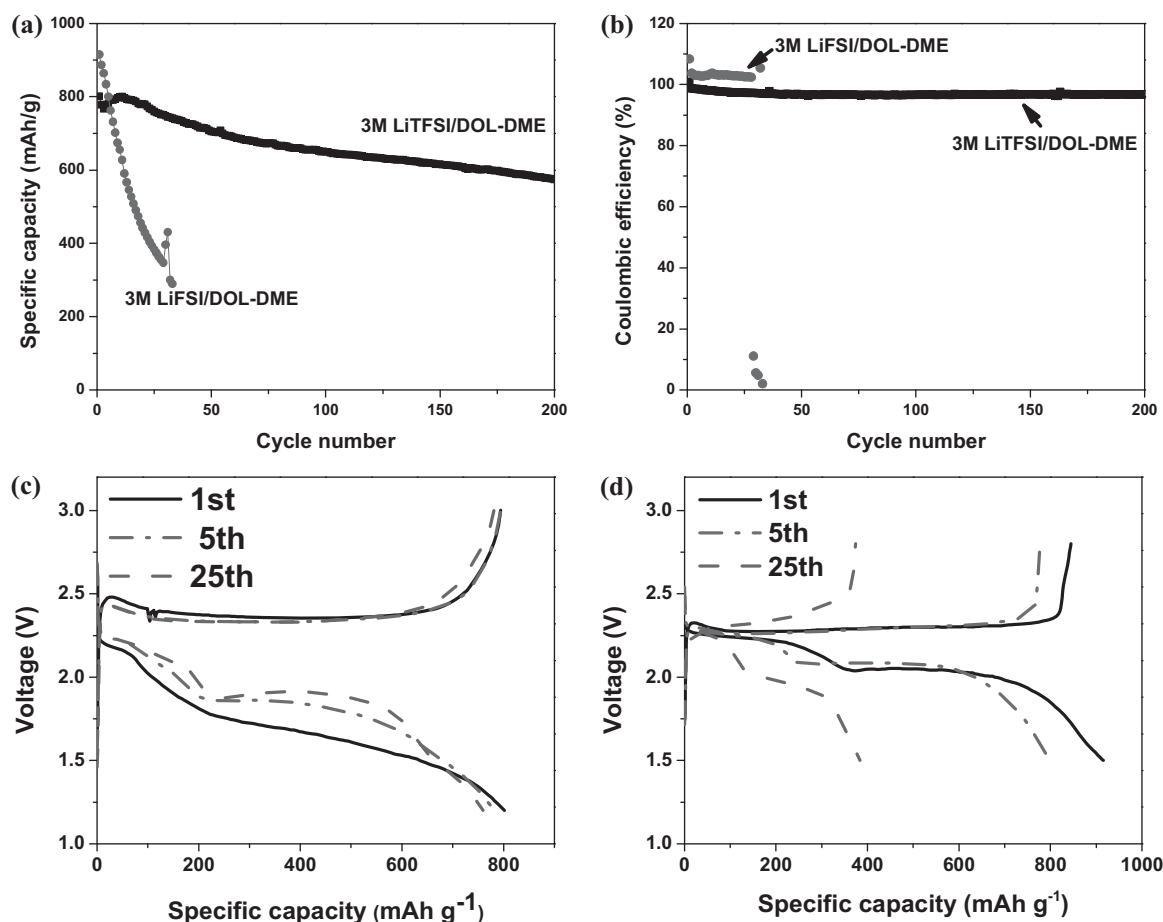 (a)
1000
800
600
400
200
0
Specific capacity (mAh/g)
3M LiTFSI/DOL-DME
3M LiFSI/DOL-DME
0 50 100 150 200
Cycle number
(b)
120
100
80
60
40
20
0
Coulombic efficiency (%)
3M LiFSI/DOL-DME
3M LiTFSI/DOL-DME
0 50 100 150 200
Cycle number
(c)
1st
5th
25th
3.0
2.5
2.0
1.5
1.0
Voltage (V)
0 200 400 600 800
Specific capacity (mAh g-1)
(d)
1st
5th
25th
3.0
2.5
2.0
1.5
1.0
Voltage (V)
0 200 400 600 800 1000
Specific capacity (mAh g-1)